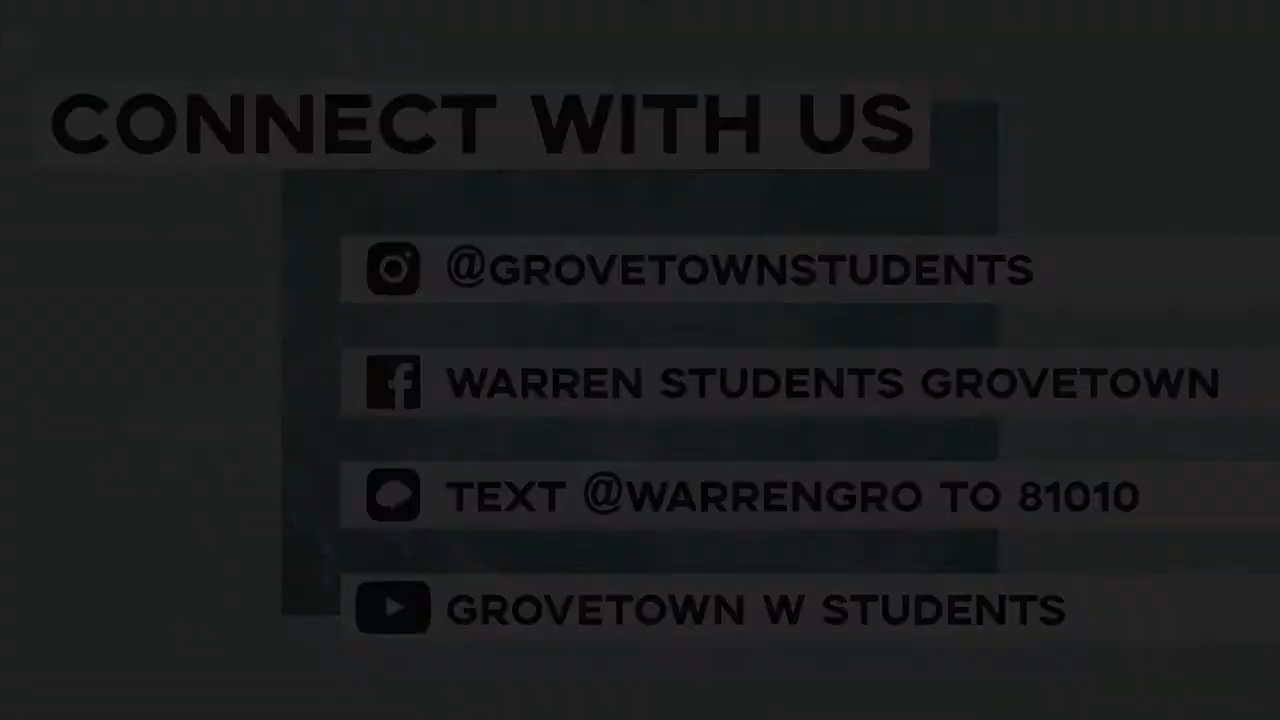 CONNECT WITH US
@GROVETOWNSTUDENTS
WARREN STUDENTS GROVETOWN
TEXT @WARRENGRO TO 81010
GROVETOWN W STUDENTS